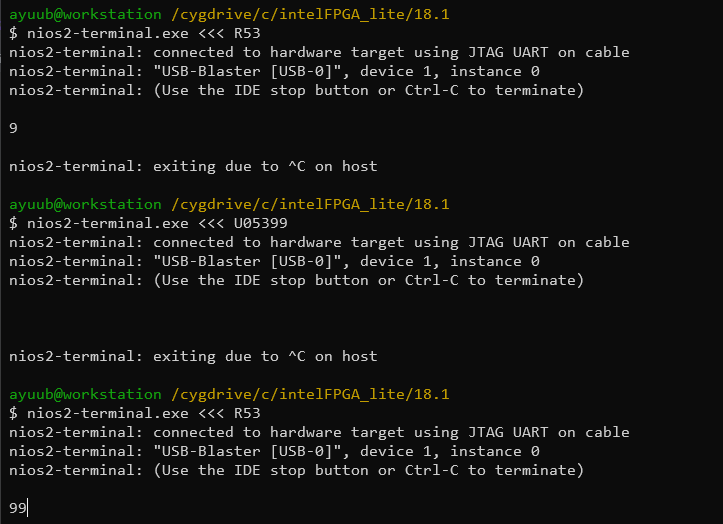 ayuub@workstation /cygdrive/c/intelFPGA_lite/18.1
$ nios2-terminal.exe <<< R53
nios2-terminal: connected to hardware target using JTAG UART on cable
nios2-terminal: "USB-Blaster [USB-0]", device 1, instance 0
nios2-terminal: (Use the IDE stop button or Ctrl-C to terminate)
9
nios2-terminal: exiting due to ^C on host
ayuub@workstation /cygdrive/c/intelFPGA_lite/18.1
$ nios2-terminal.exe <<< U05399
nios2-terminal: connected to hardware target using JTAG UART on cable
nios2-terminal: "USB-Blaster [USB-0]", device 1, instance 0
nios2-terminal: (Use the IDE stop button or Ctrl-C to terminate)
nios2-terminal: exiting due to ^C on host
ayuub@workstation /cygdrive/c/intelFPGA_lite/18.1
$ nios2-terminal.exe <<< R53
nios2-terminal: connected to hardware target using JTAG UART on cable
nios2-terminal: "USB-Blaster [USB-0]", device 1, instance 0
nios2-terminal: (Use the IDE stop button or Ctrl-C to terminate)
99